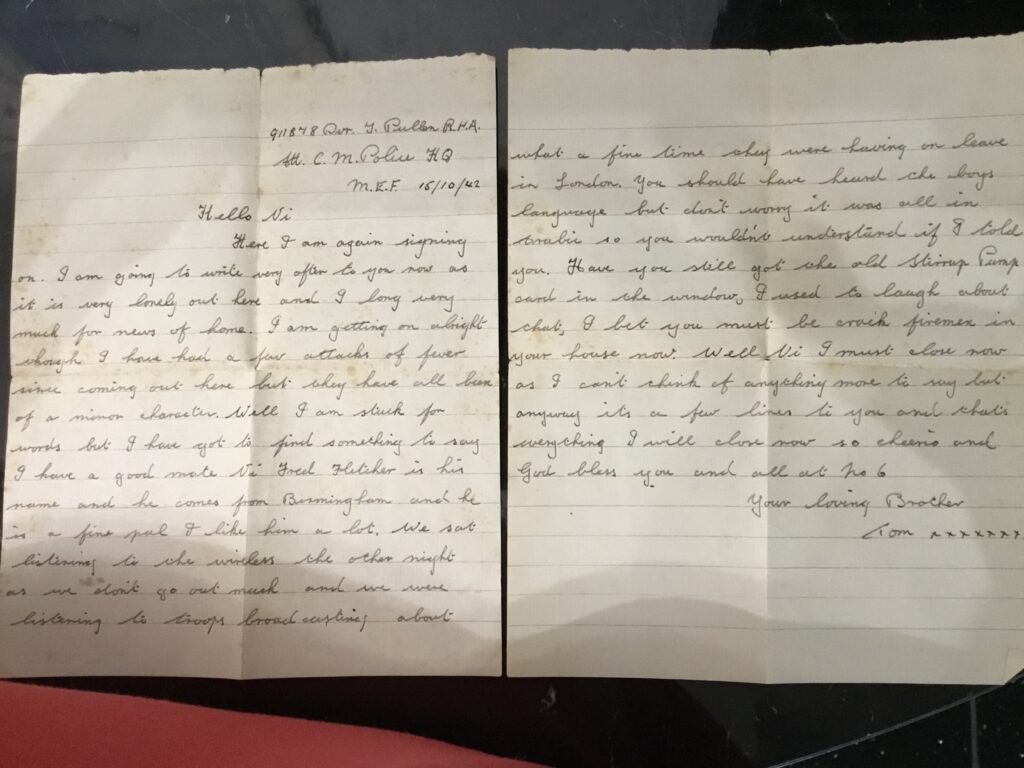 911878 Dvr. T. Pullen R.H.A.
Att. C. M. Police HQ
M.E.F. 15/10/42
Hello Vi
Here I am again signing
on. I am going to write very often to you now as
it is very lonely out here and I long very
much for news of home. I am getting on alright
though I have had a few attacks of fever
since coming out here but they have all been
of a minor character. Well I am stuck for
words but I have got to find something to say
I have a good mate Vi Fred Fletcher is his
name and he comes from Birmingham and he
is a fine pal I like him a lot. We sat
listening to the wireless the other night
as we don't go out much and we were
listening to troops broadcasting about
what a fine time they were having on leave
in London. You should have heard the boys
language but don't worry it was all in
Arabic so you wouldn't understand if I told
you. Have you still got the old Stirrup Pump
card in the window, I used to laugh about
that, I bet you must be crack firemen in
your house now. Well Vi I must close now
as I can't think of anything more to say but
anyway its a few lines to you and that's
everything I will close now so cheerio and
God bless you and all at No 6
Your loving Brother
Tom xxxxxxx